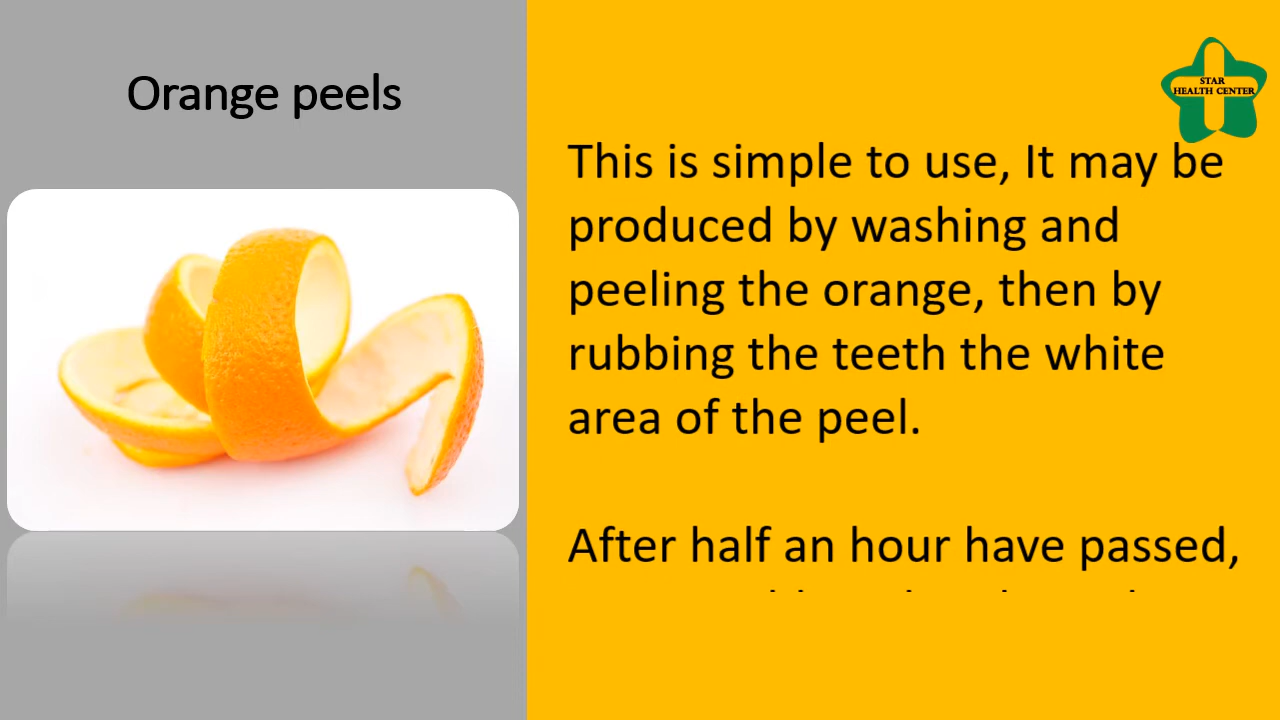 Orange peels
STAR
HEALTH CENTER
This is simple to use, It may be
produced by washing and
peeling the orange, then by
rubbing the teeth the white
area of the peel.
After half an hour have passed,